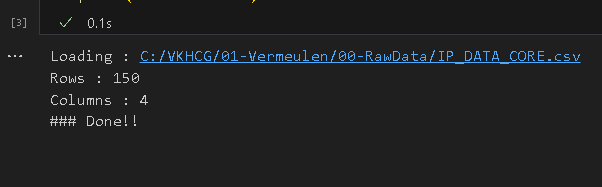 [3]
✓ 0.1s
... Loading : C:/VKHCG/01-Vermeulen/00-RawData/IP_DATA_CORE.csv
Rows : 150
Columns : 4
### Done!!